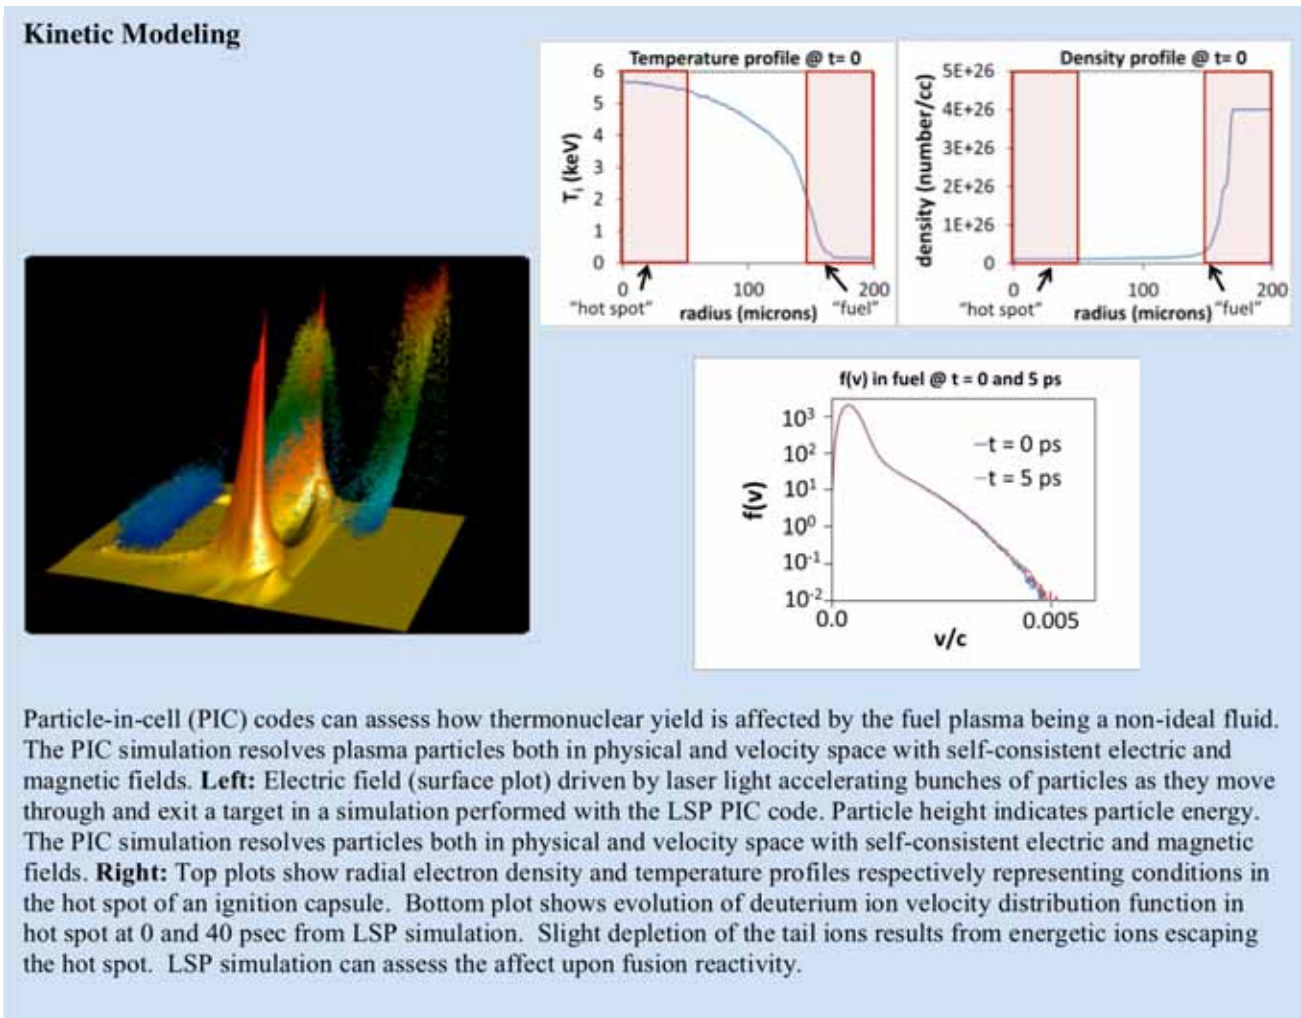 Kinetic Modeling
Temperature profile @ t= 0
6
5
4
3
2
1
0
Ti (keV)
0 100 200
"hot spot" radius (microns) "fuel"
Density profile @ t= 0
5E+26
4E+26
3E+26
2E+26
1E+26
0
density (number/cc)
0 100 200
"hot spot" radius (microns) "fuel"
f(v) in fuel @ t = 0 and 5 ps
10³
10²
10¹
10⁰
10⁻¹
10⁻²
f(v)
–t = 0 ps
–t = 5 ps
0.0 0.005
v/c
Particle-in-cell (PIC) codes can assess how thermonuclear yield is affected by the fuel plasma being a non-ideal fluid.
The PIC simulation resolves plasma particles both in physical and velocity space with self-consistent electric and
magnetic fields. Left: Electric field (surface plot) driven by laser light accelerating bunches of particles as they move
through and exit a target in a simulation performed with the LSP PIC code. Particle height indicates particle energy.
The PIC simulation resolves particles both in physical and velocity space with self-consistent electric and magnetic
fields. Right: Top plots show radial electron density and temperature profiles respectively representing conditions in
the hot spot of an ignition capsule. Bottom plot shows evolution of deuterium ion velocity distribution function in
hot spot at 0 and 40 psec from LSP simulation. Slight depletion of the tail ions results from energetic ions escaping
the hot spot. LSP simulation can assess the affect upon fusion reactivity.